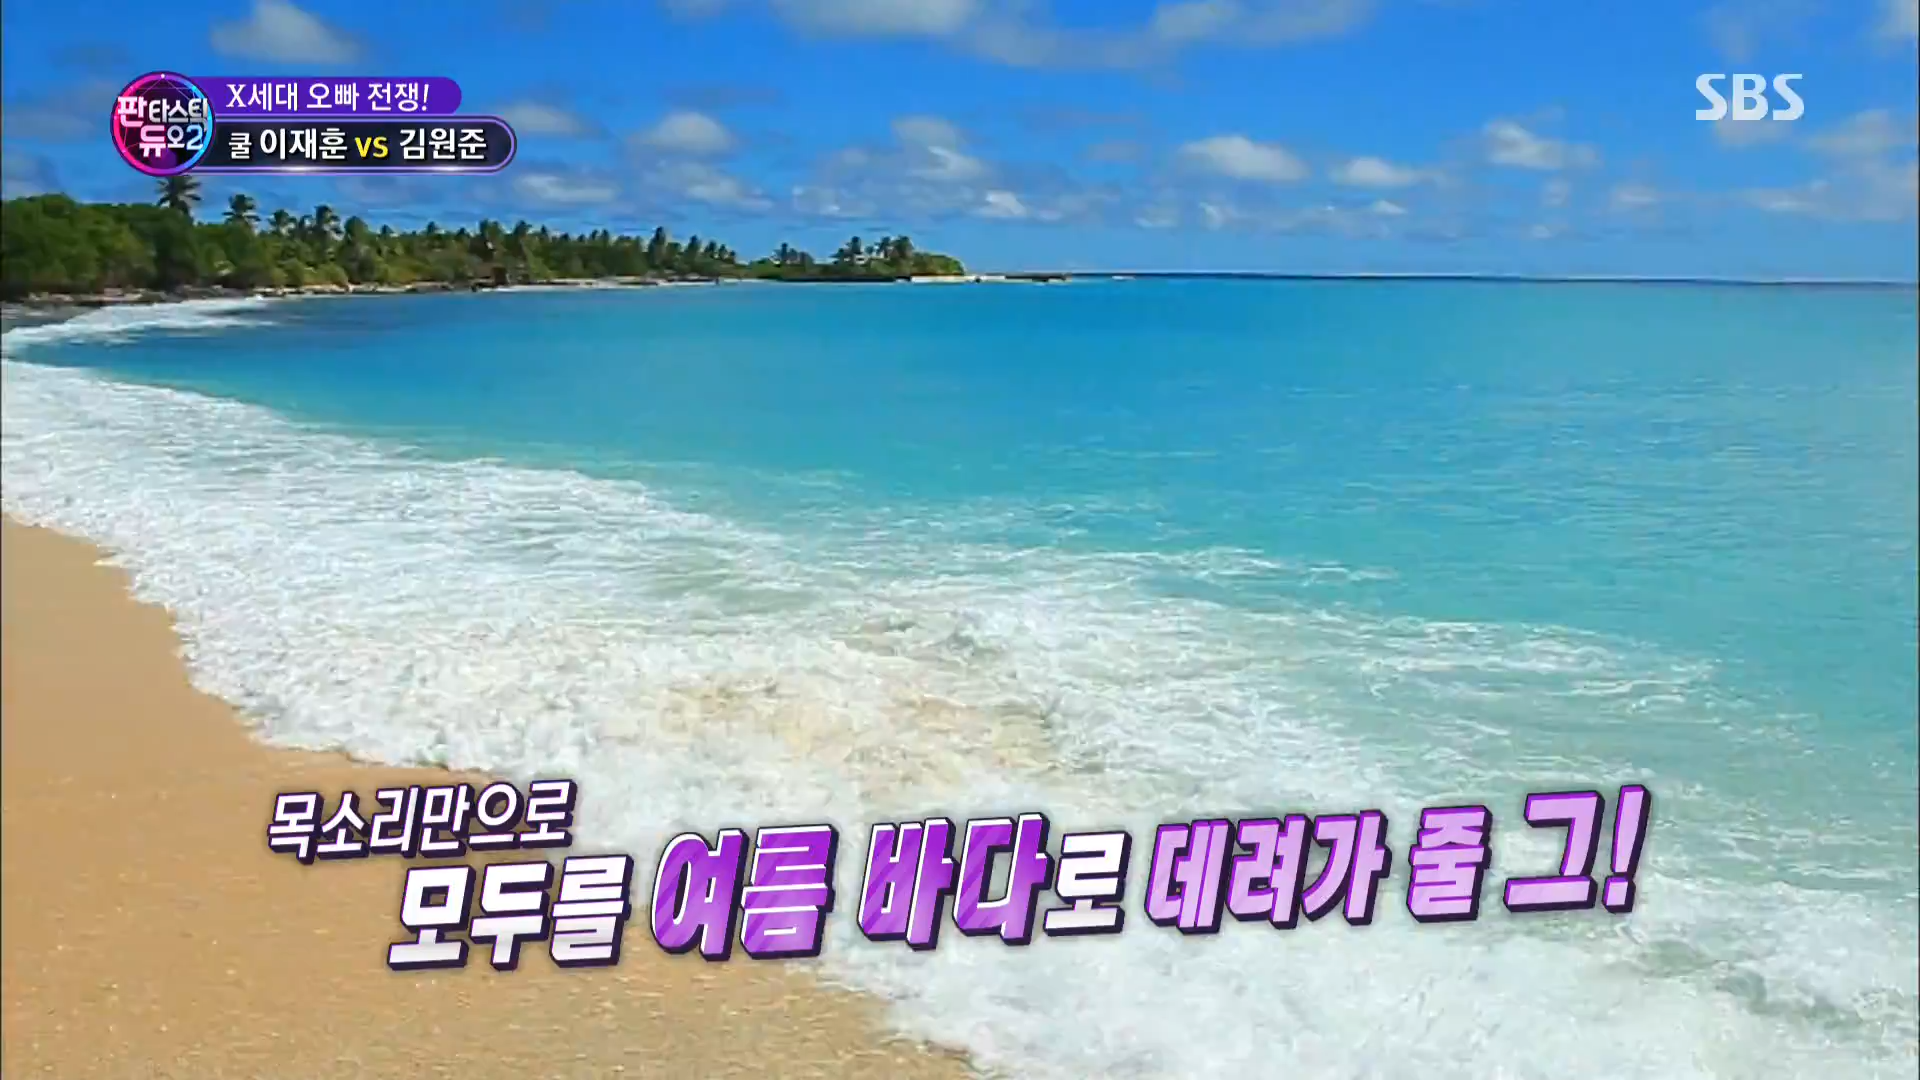 판타스틱
듀오2
X세대 오빠 전쟁!
쿨 이재훈 vs 김원준
SBS
목소리만으로
모두를 여름 바다로 데려가 줄 그!